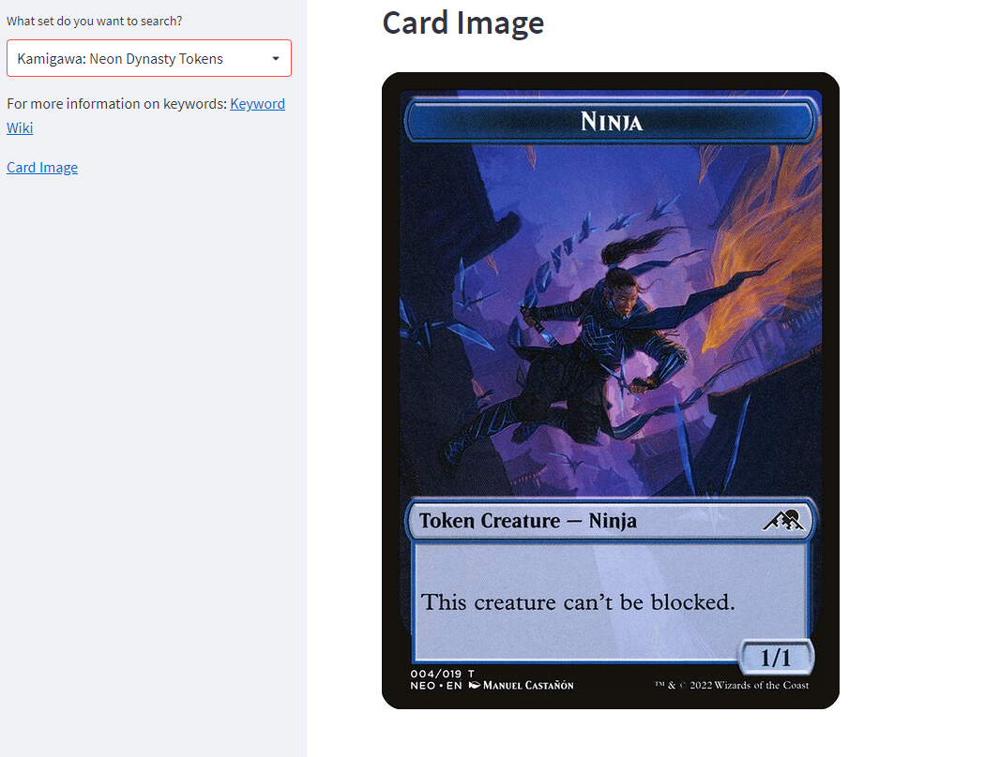 What set do you want to search?
Kamigawa: Neon Dynasty Tokens
For more information on keywords: Keyword
Wiki
Card Image
Card Image
NINJA
Token Creature — Ninja
This creature can't be blocked.
1/1
004/019 T
NEO • EN MANUEL CASTAÑÓN
™ & © 2022 Wizards of the Coast